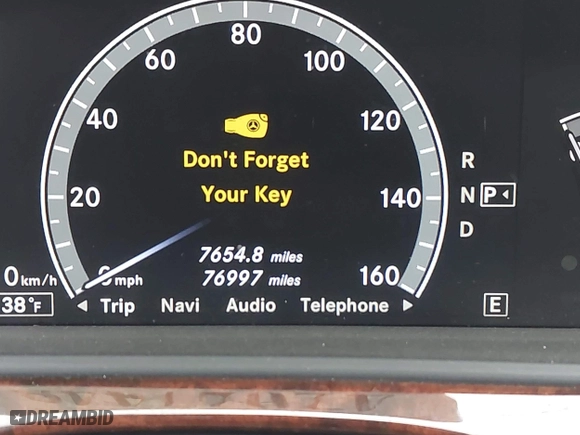 80
60 100
40 120
Don't Forget
R
Your Key
20 140 N P
D
7654.8 miles
0 km/h 0 mph 76997 miles 160
38°F Trip Navi Audio Telephone E
DREAMBID